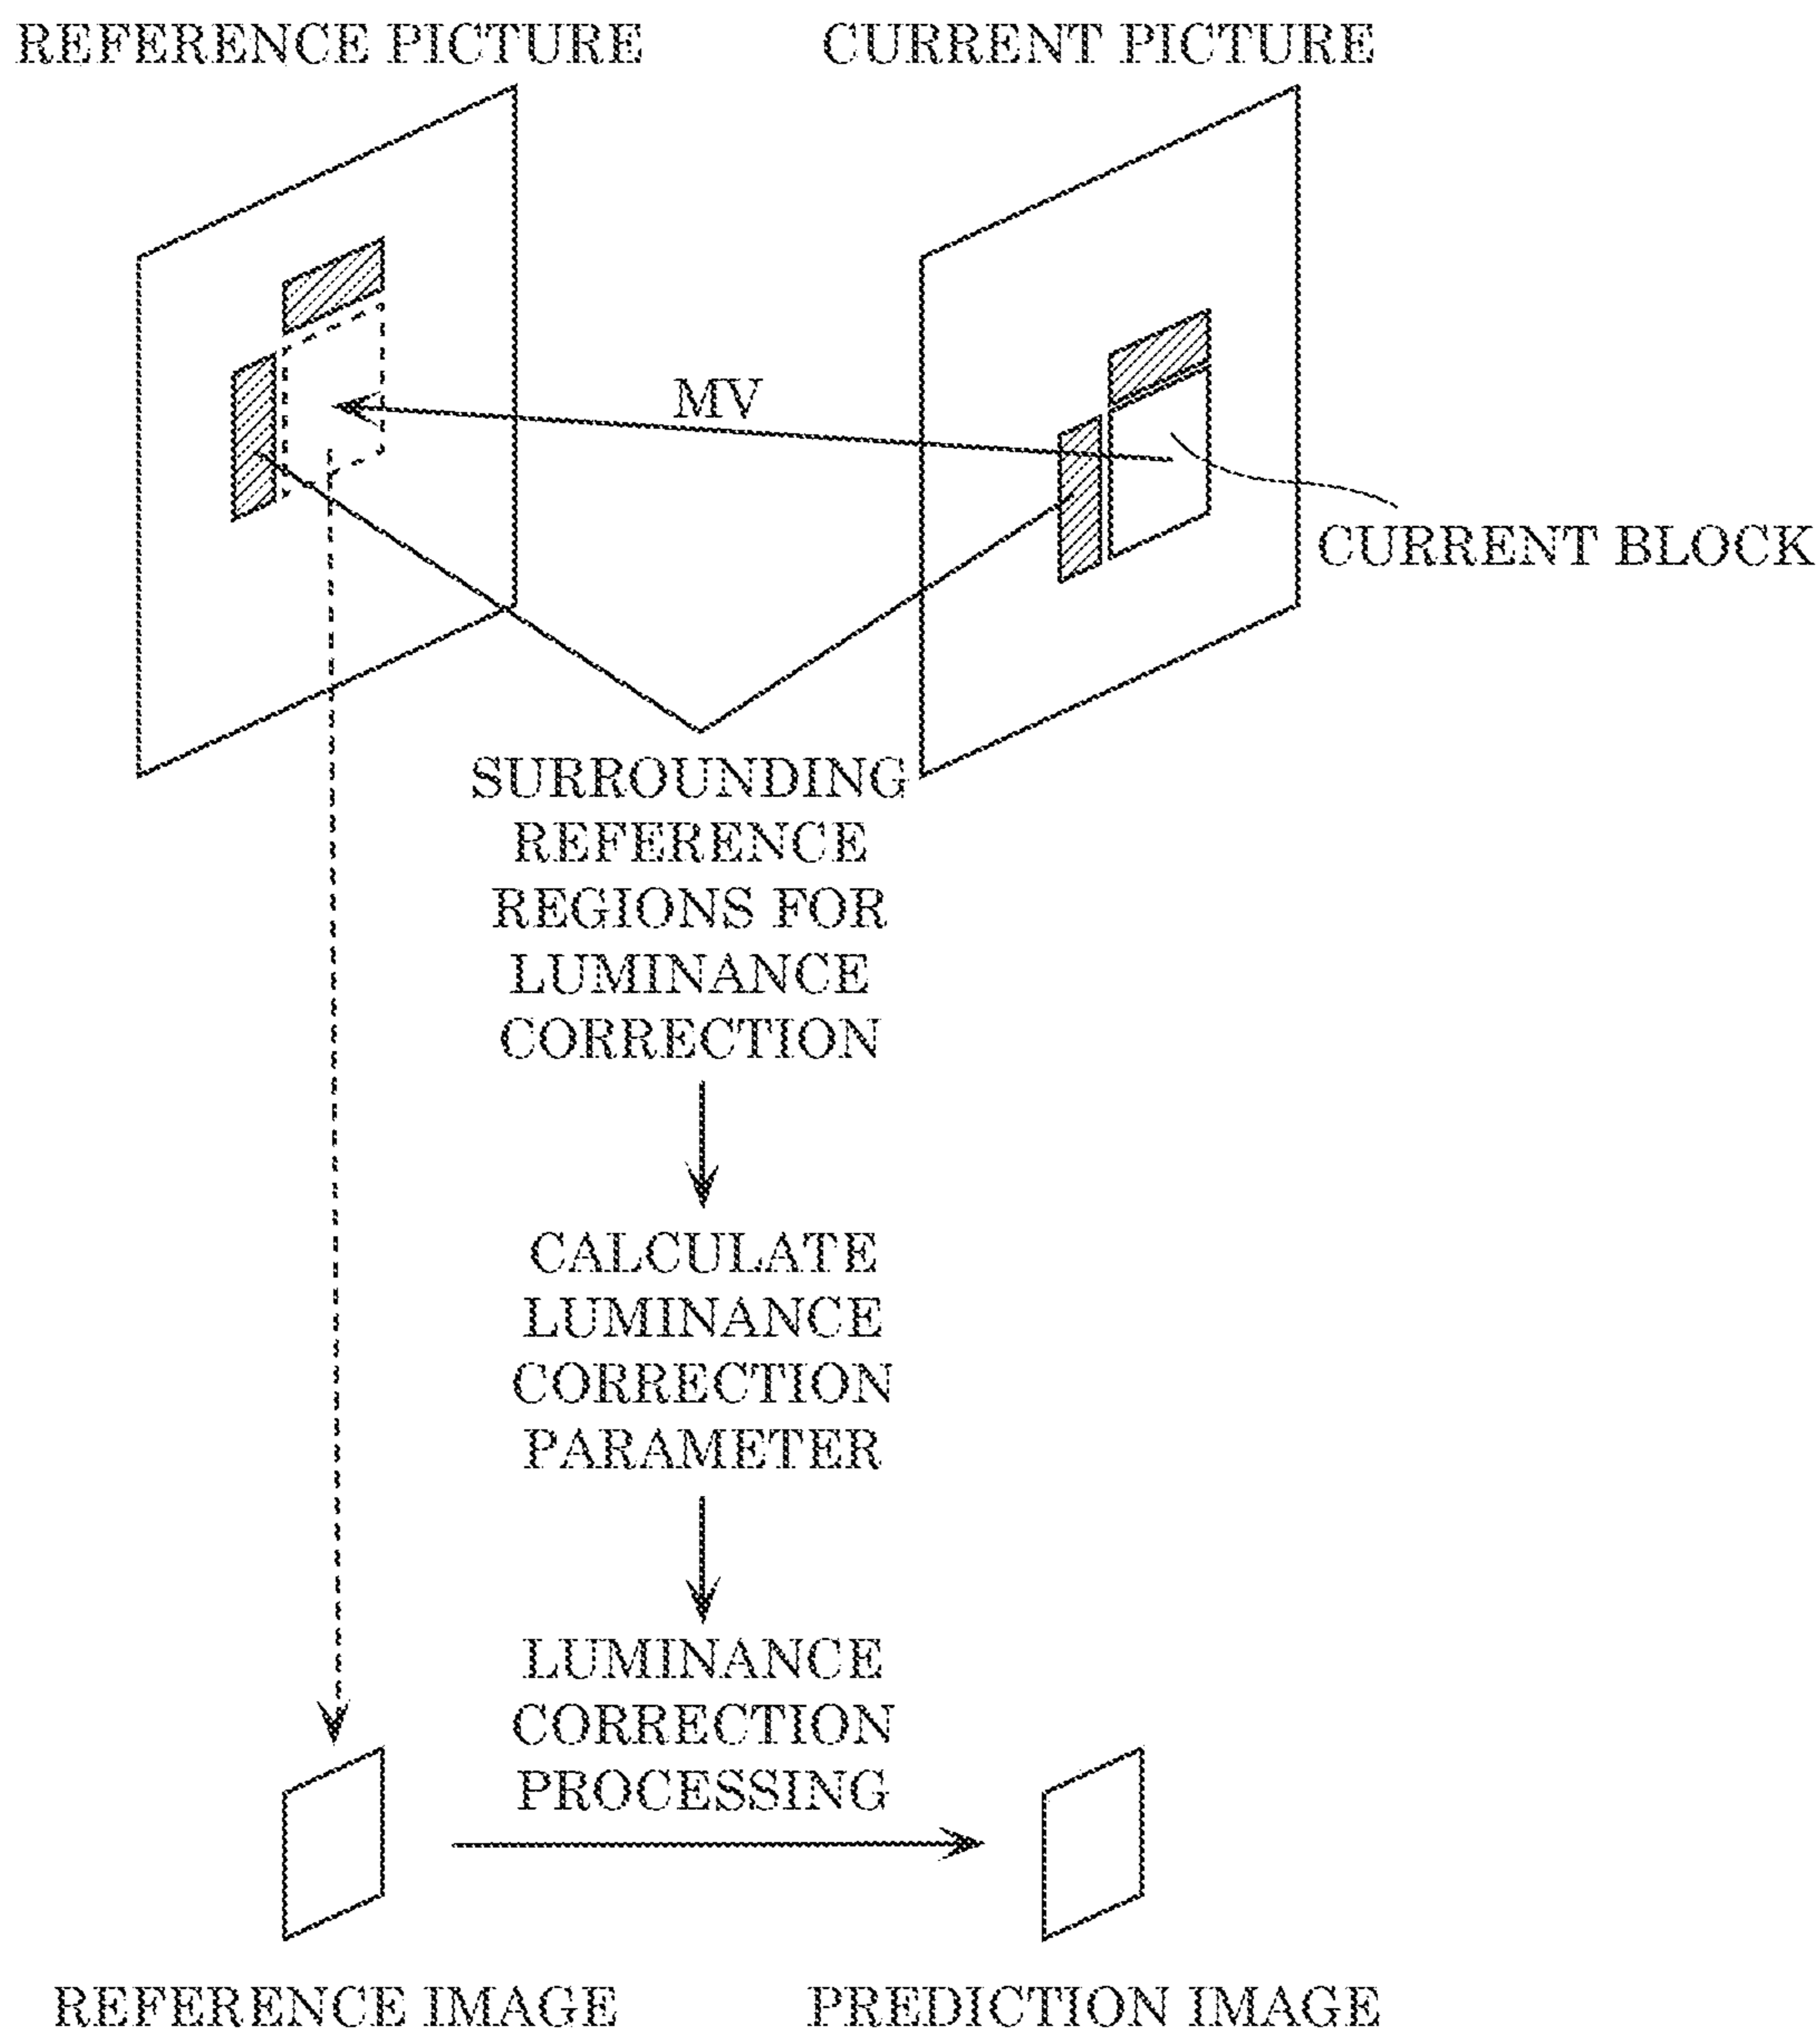 REFERENCE PICTURE
CURRENT PICTURE
MV
CURRENT BLOCK
SURROUNDING
REFERENCE
REGIONS FOR
LUMINANCE
CORRECTION
CALCULATE
LUMINANCE
CORRECTION
PARAMETER
LUMINANCE
CORRECTION
PROCESSING
REFERENCE IMAGE
PREDICTION IMAGE